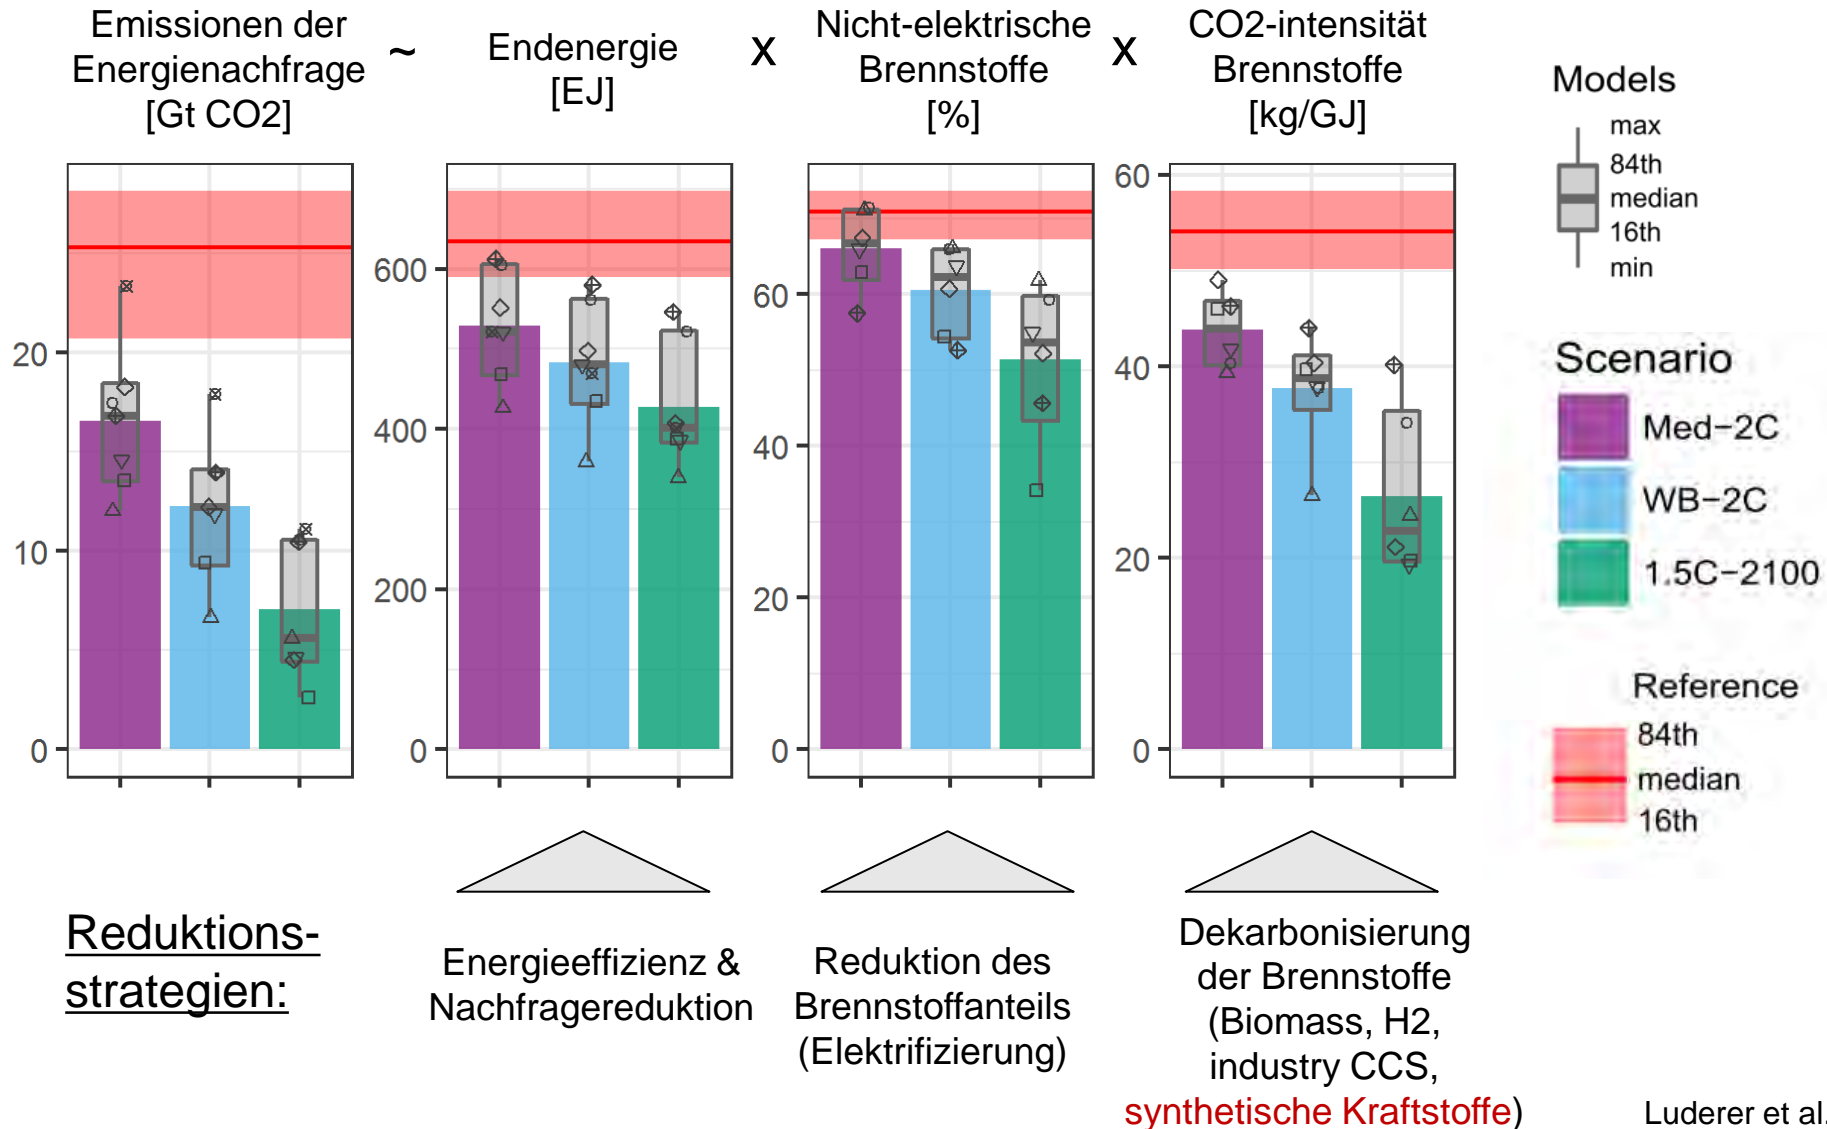 Emissionen der
Energienachfrage
[Gt CO2]
~
Endenergie
[EJ]
x
Nicht-elektrische
Brennstoffe
[%]
x
CO2-intensität
Brennstoffe
[kg/GJ]
20
10
0
600
400
200
0
60
40
20
0
60
40
20
0
Models
max
84th
median
16th
min
Scenario
Med-2C
WB-2C
1.5C-2100
Reference
84th
median
16th
Reduktions-
strategien:
Energieeffizienz &
Nachfragereduktion
Reduktion des
Brennstoffanteils
(Elektrifizierung)
Dekarbonisierung
der Brennstoffe
(Biomass, H2,
industry CCS,
synthetische Kraftstoffe)
Luderer et al.